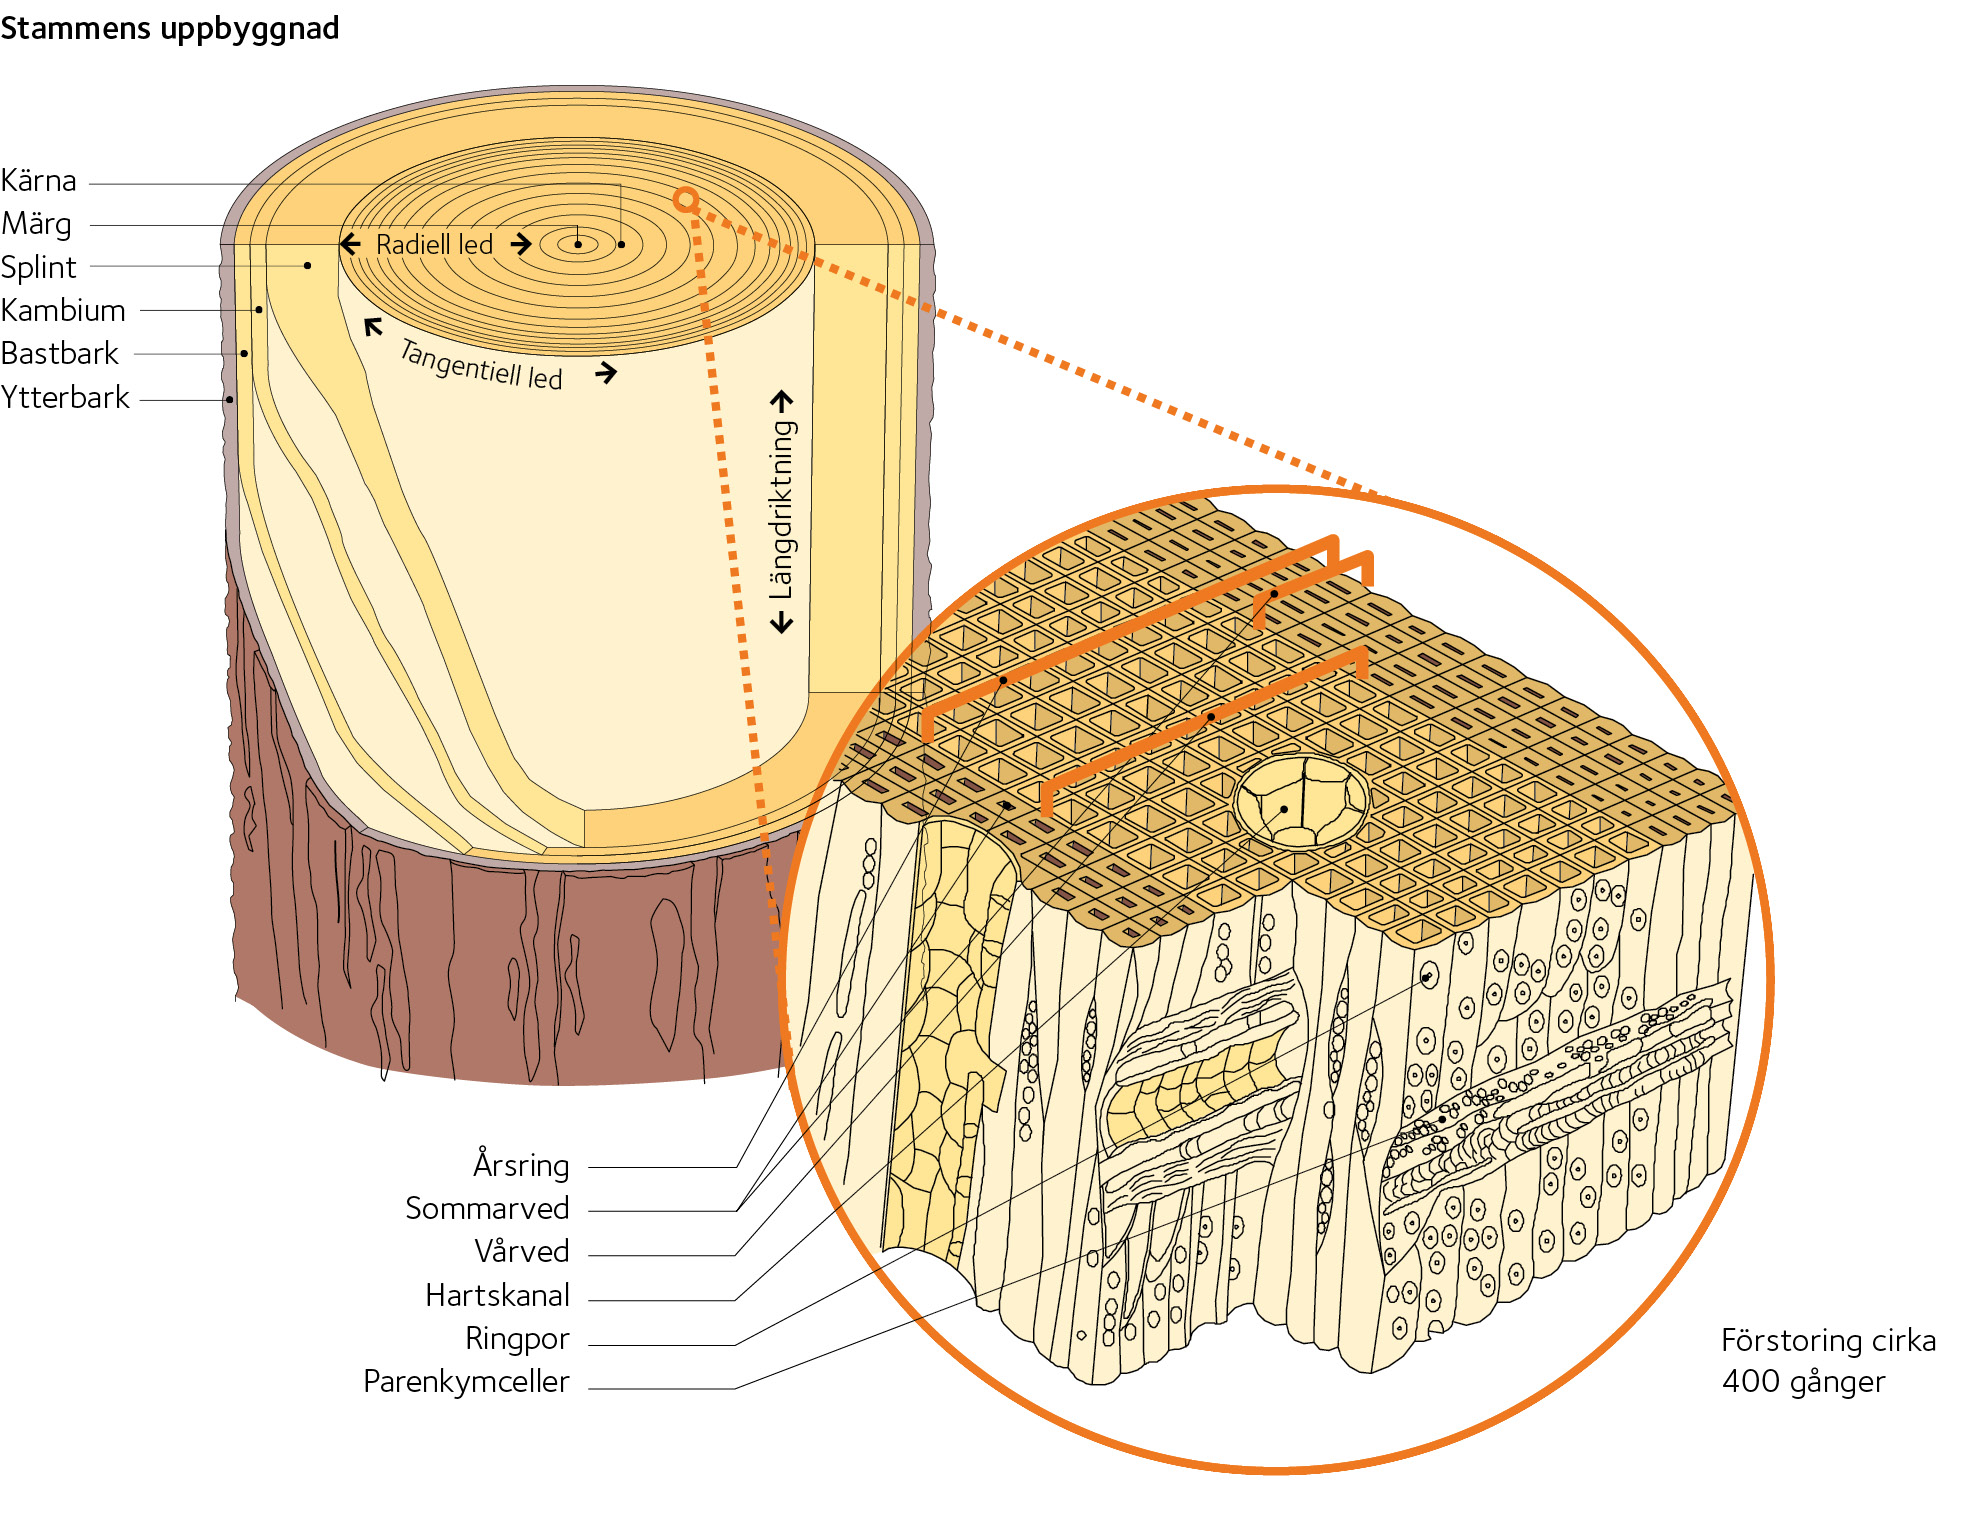 Stammens uppbyggnad
Kärna
Märg
Splint
Kambium
Bastbark
Ytterbark
Radiell led
Tangentiell led
Längdriktning
Årsring
Sommarved
Vårved
Hartskanal
Ringpor
Parenkymceller
Förstoring cirka
400 gånger